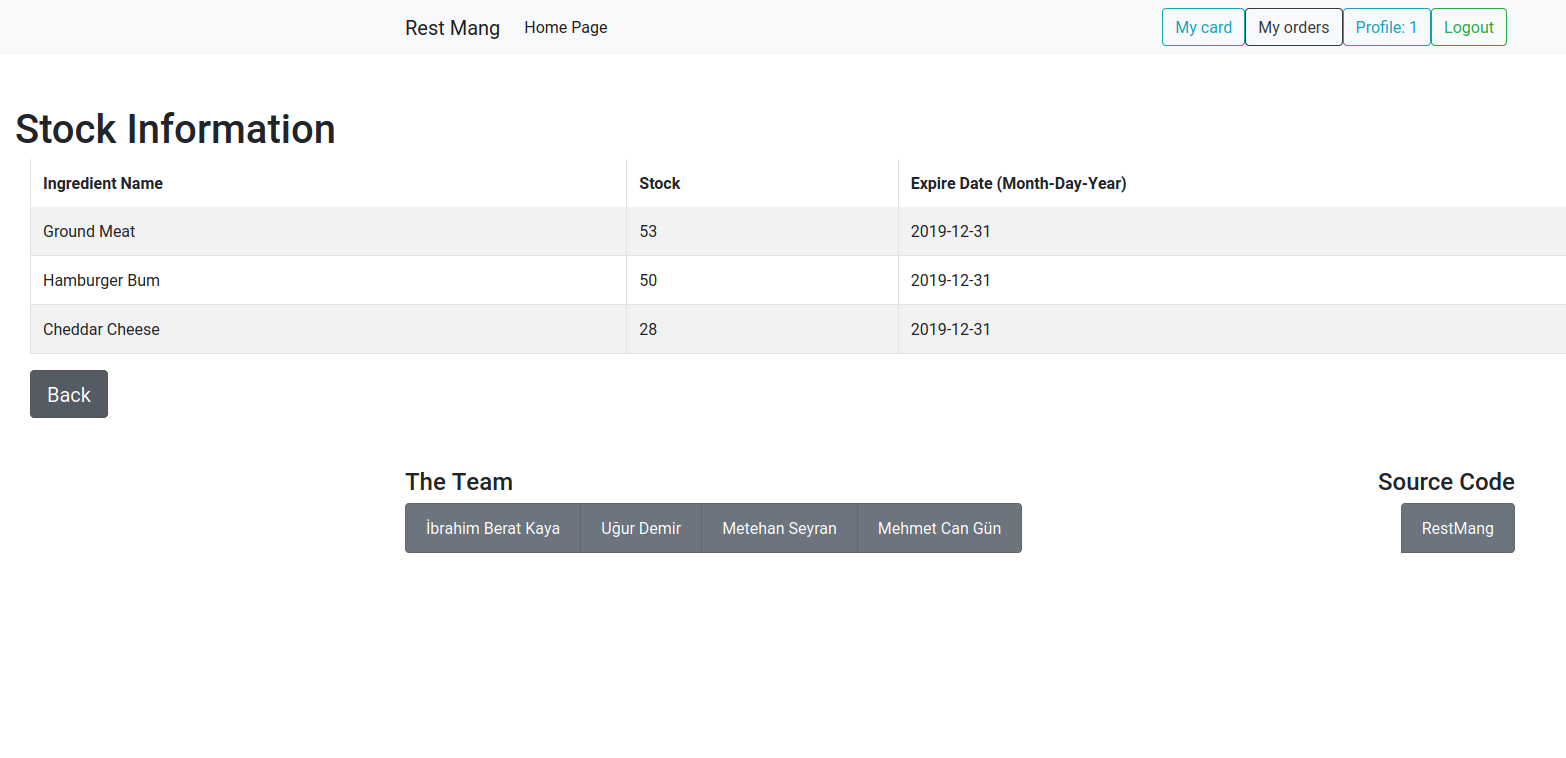 Rest Mang Home Page My card My orders Profile: 1 Logout
Stock Information
Ingredient Name Stock Expire Date (Month-Day-Year)
Ground Meat 53 2019-12-31
Hamburger Bum 50 2019-12-31
Cheddar Cheese 28 2019-12-31
Back
The Team Source Code
İbrahim Berat Kaya Uğur Demir Metehan Seyran Mehmet Can Gün RestMang